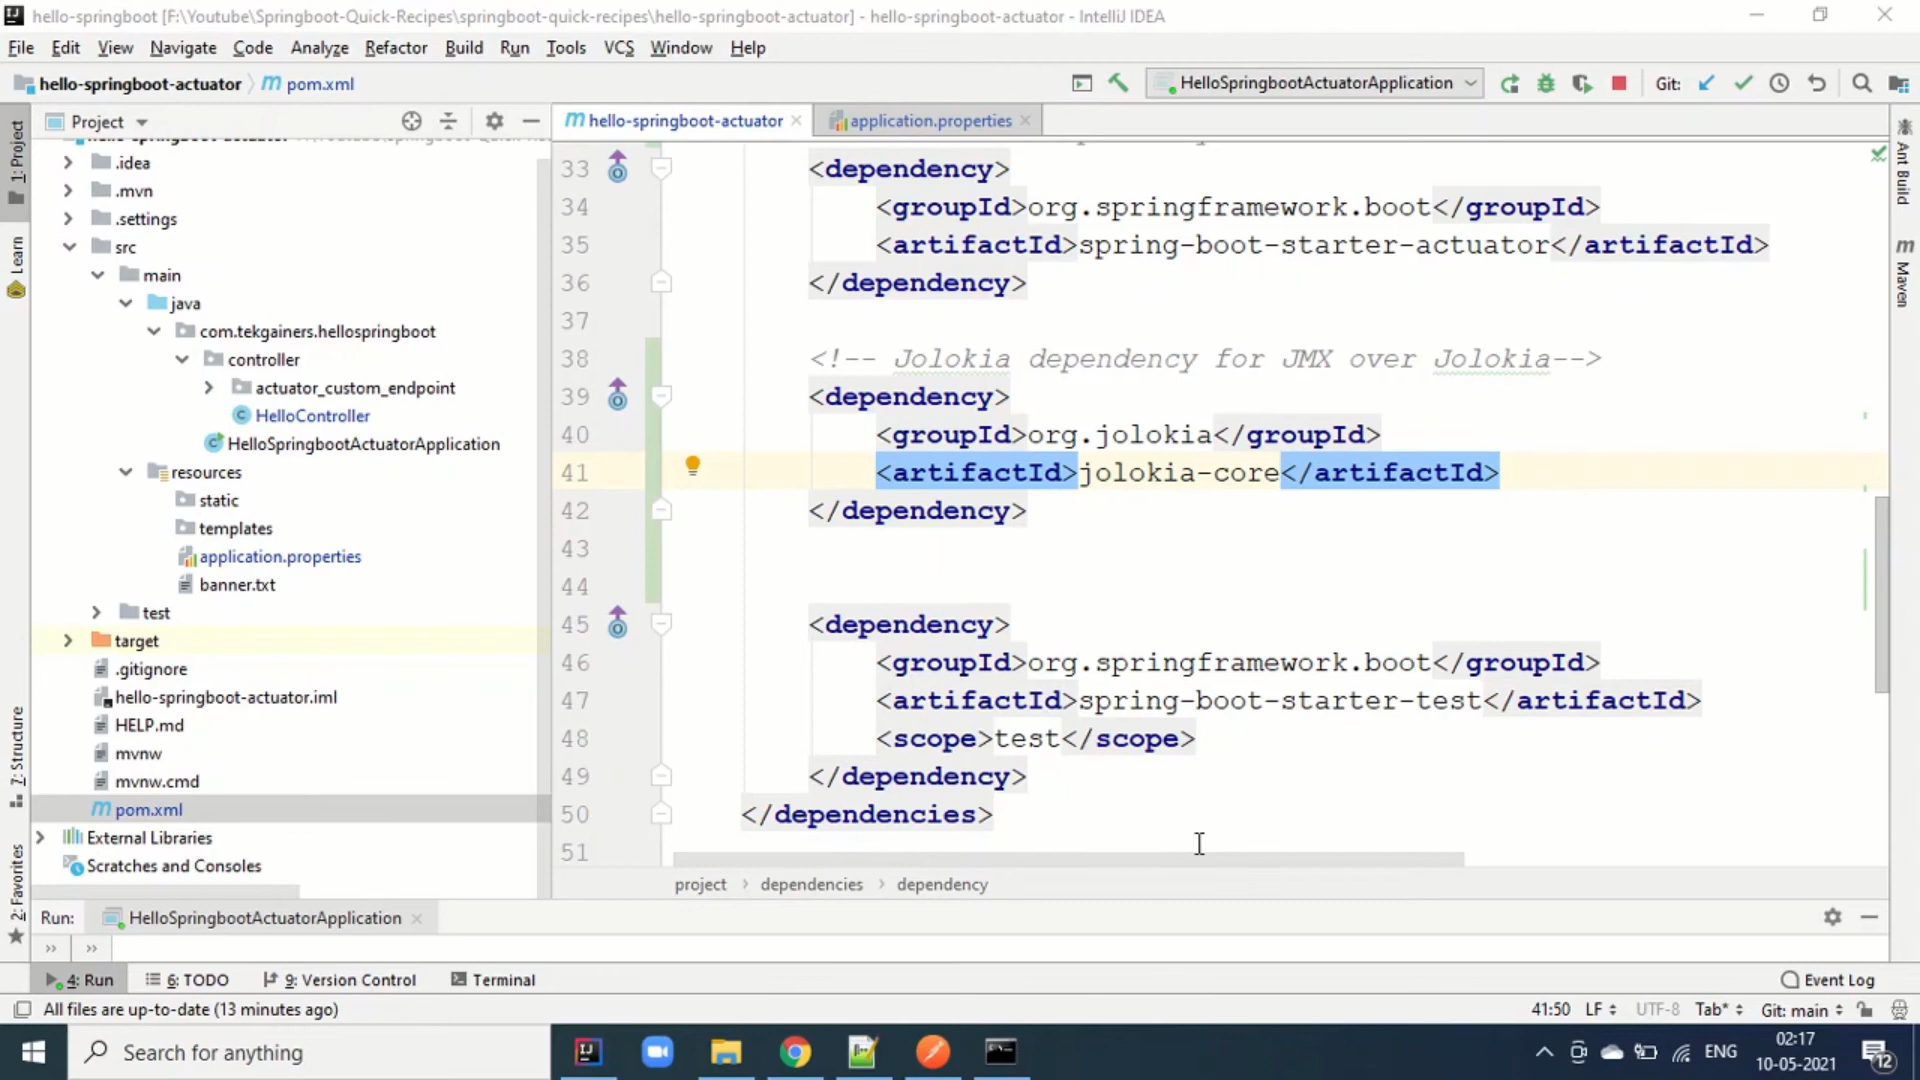 hello-springboot [F:\Youtube\Springboot-Quick-Recipes\springboot-quick-recipes\hello-springboot-actuator] - hello-springboot-actuator - IntelliJ IDEA
File Edit View Navigate Code Analyze Refactor Build Run Tools VCS Window Help
hello-springboot-actuator pom.xml
HelloSpringbootActuatorApplication Git:
Project
hello-springboot-actuator application.properties
1: Project
Learn
7: Structure
2: Favorites
.idea
.mvn
.settings
src
main
java
com.tekgainers.hellospringboot
controller
actuator_custom_endpoint
HelloController
HelloSpringbootActuatorApplication
resources
static
templates
application.properties
banner.txt
test
target
.gitignore
hello-springboot-actuator.iml
HELP.md
mvnw
mvnw.cmd
pom.xml
External Libraries
Scratches and Consoles
33 <dependency>
34 <groupId>org.springframework.boot</groupId>
35 <artifactId>spring-boot-starter-actuator</artifactId>
36 </dependency>
37
38 <!-- Jolokia dependency for JMX over Jolokia-->
39 <dependency>
40 <groupId>org.jolokia</groupId>
41 <artifactId>jolokia-core</artifactId>
42 </dependency>
43
44
45 <dependency>
46 <groupId>org.springframework.boot</groupId>
47 <artifactId>spring-boot-starter-test</artifactId>
48 <scope>test</scope>
49 </dependency>
50 </dependencies>
51
project dependencies dependency
Ant Build
Maven
Run: HelloSpringbootActuatorApplication
4: Run 6: TODO 9: Version Control Terminal Event Log
All files are up-to-date (13 minutes ago) 41:50 LF UTF-8 Tab* Git: main
Search for anything
ENG
02:17
10-05-2021
12